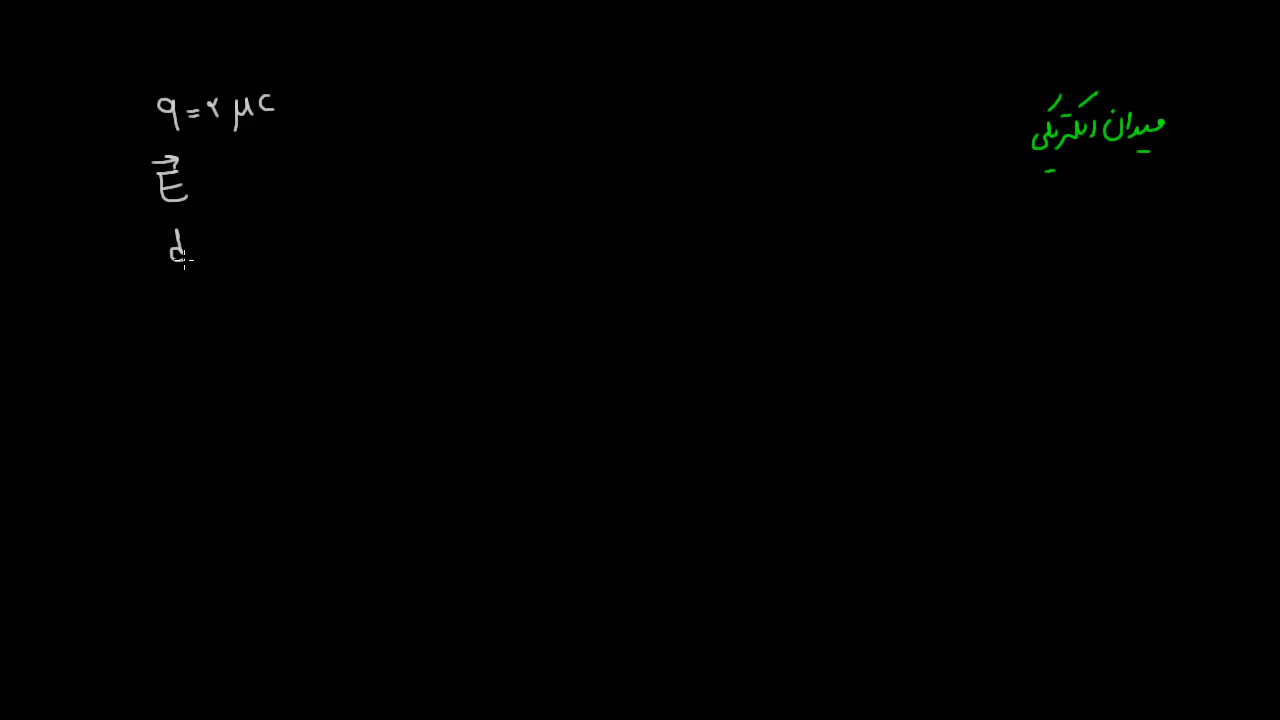 میدان الکتریکی
q = ۲ μC
E⃗
d